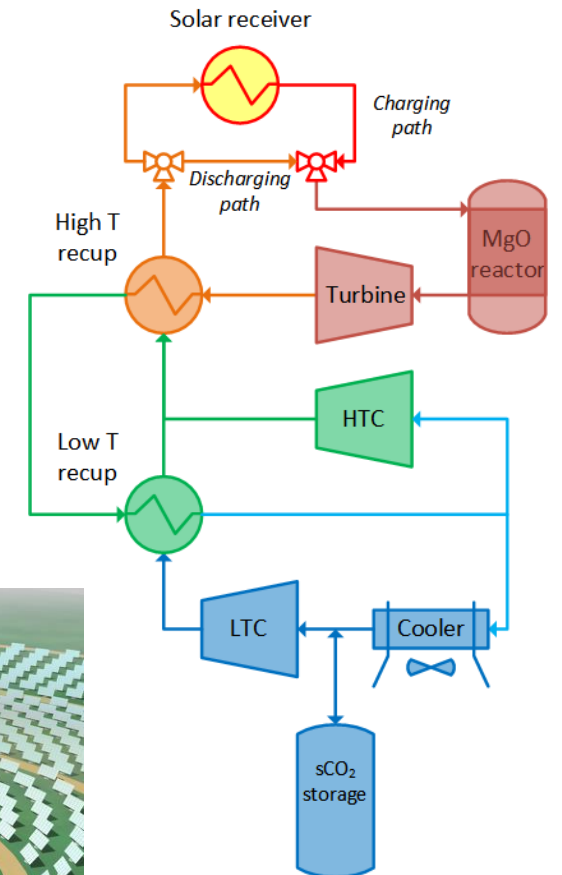 Solar receiver
Charging
path
Discharging
path
High T
recup
MgO
reactor
Turbine
HTC
Low T
recup
LTC
Cooler
sCO₂
storage